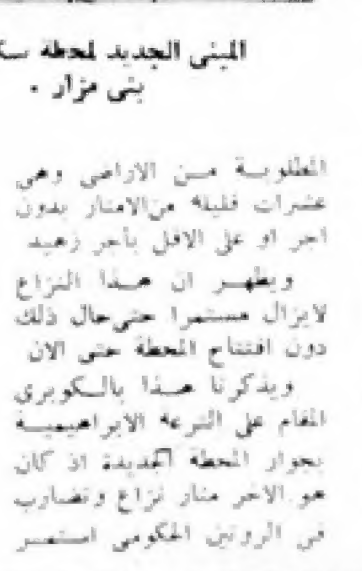 المبنى الجديد لمحطة سك
بنى مزار .
المطلوبة من الاراضى وهى
عشرات قليلة من الامتار بدون
اجر او على الاقل بأجر زهيد
ويظهر ان هذا النزاع
لايزال مستمرا حتى حال ذلك
دون افتتاح المحطة حتى الان
ويذكرنا هذا بالكوبرى
المقام على الترعة الابراهيمية
بجوار المحطة الجديدة اذ كان
هو الاخر مثار نزاع وتضارب
فى الروتين الحكومى استمر